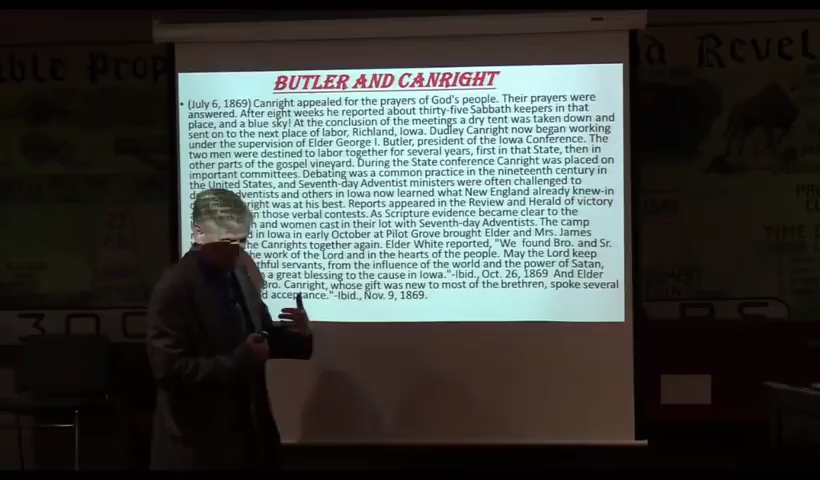 ible Prop
d Revel
BUTLER AND CANRIGHT
• (July 6, 1869) Canright appealed for the prayers of God's people. Their prayers were
answered. After eight weeks he reported about thirty-five Sabbath keepers in that
place, and a blue sky! At the conclusion of the meetings a dry tent was taken down and
sent on to the next place of labor, Richland, Iowa. Dudley Canright now began working
under the supervision of Elder George I. Butler, president of the Iowa Conference. The
two men were destined to labor together for several years, first in that State, then in
other parts of the gospel vineyard. During the State conference Canright was placed on
important committees. Debating was a common practice in the nineteenth century in
the United States, and Seventh-day Adventist ministers were often challenged to
dventists and others in Iowa now learned what New England already knew-in
right was at his best. Reports appeared in the Review and Herald of victory
n those verbal contests. As Scripture evidence became clear to the
n and women cast in their lot with Seventh-day Adventists. The camp
d in Iowa in early October at Pilot Grove brought Elder and Mrs. James
he Canrights together again. Elder White reported, "We found Bro. and Sr.
he work of the Lord and in the hearts of the people. May the Lord keep
thful servants, from the influence of the world and the power of Satan,
a great blessing to the cause in Iowa."-Ibid., Oct. 26, 1869 And Elder
Bro. Canright, whose gift was new to most of the brethren, spoke several
d acceptance."-Ibid., Nov. 9, 1869.
27